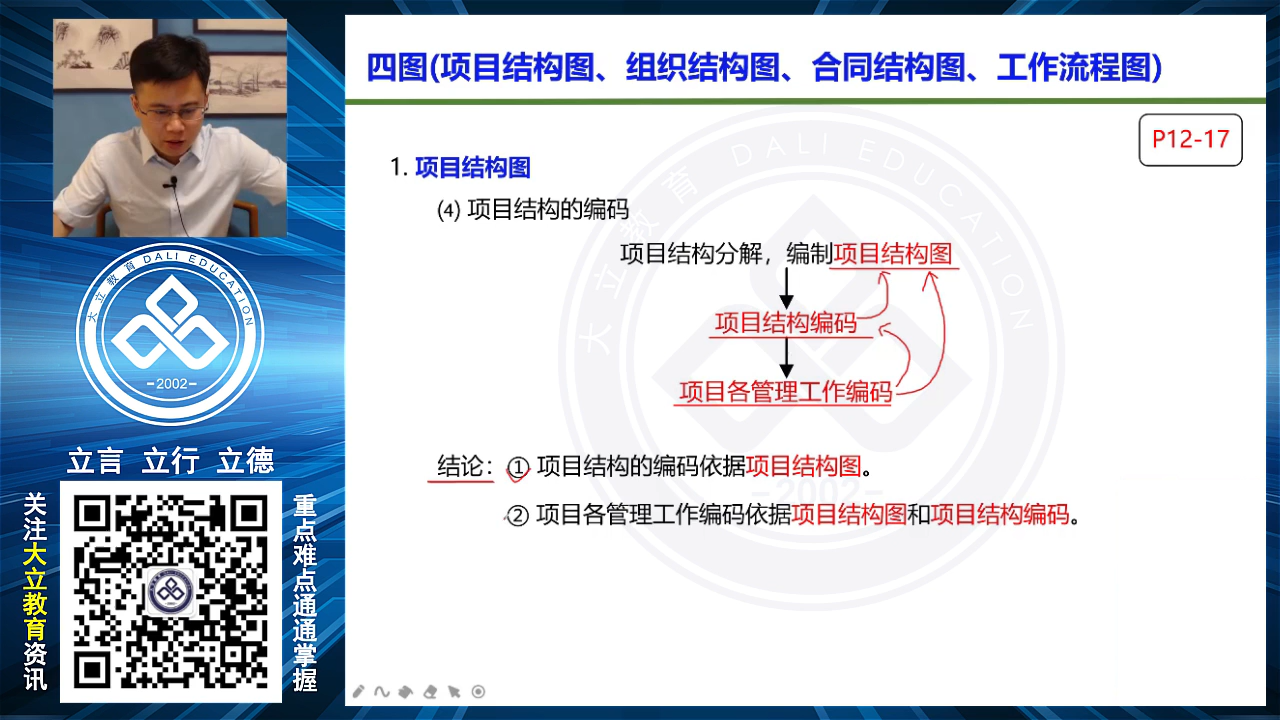 四图(项目结构图、组织结构图、合同结构图、工作流程图)
P12-17
1. 项目结构图
(4) 项目结构的编码
项目结构分解，编制项目结构图
项目结构编码
项目各管理工作编码
结论：① 项目结构的编码依据项目结构图。
② 项目各管理工作编码依据项目结构图和项目结构编码。
大立教育 DALI EDUCATION
-2002-
大立教育 DALI EDUCATION
-2002-
立言 立行 立德
关注大立教育资讯
重点难点通通掌握